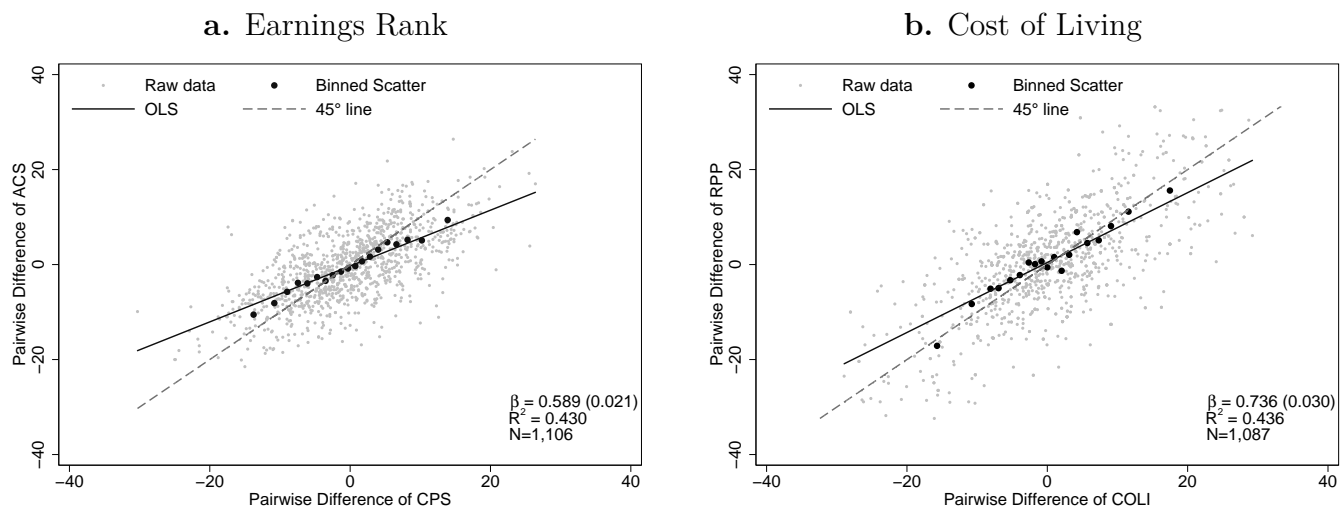 a. Earnings Rank
40
20
0
−20
−40
Pairwise Difference of ACS
Raw data
Binned Scatter
OLS
45° line
β = 0.589 (0.021)
R² = 0.430
N=1,106
−40
−20
0
20
40
Pairwise Difference of CPS
b. Cost of Living
40
20
0
−20
−40
Pairwise Difference of RPP
Raw data
Binned Scatter
OLS
45° line
β = 0.736 (0.030)
R² = 0.436
N=1,087
−40
−20
0
20
40
Pairwise Difference of COLI